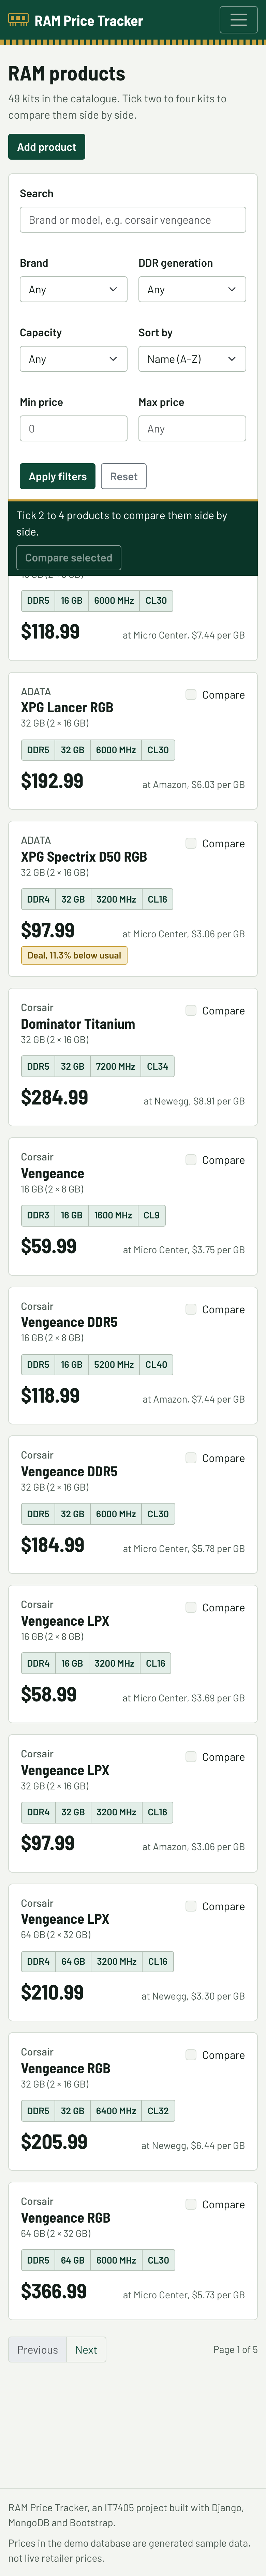 RAM Price Tracker
RAM products
49 kits in the catalogue. Tick two to four kits to
compare them side by side.
Add product
Search
Brand or model, e.g. corsair vengeance
Brand
DDR generation
Any
Any
Capacity
Sort by
Any
Name (A–Z)
Min price
Max price
0
Any
Apply filters
Reset
Tick 2 to 4 products to compare them side by
side.
Compare selected
DDR5 16 GB 6000 MHz CL30
$118.99
at Micro Center, $7.44 per GB
ADATA
Compare
XPG Lancer RGB
32 GB (2 × 16 GB)
DDR5 32 GB 6000 MHz CL30
$192.99
at Amazon, $6.03 per GB
ADATA
Compare
XPG Spectrix D50 RGB
32 GB (2 × 16 GB)
DDR4 32 GB 3200 MHz CL16
$97.99
at Micro Center, $3.06 per GB
Deal, 11.3% below usual
Corsair
Compare
Dominator Titanium
32 GB (2 × 16 GB)
DDR5 32 GB 7200 MHz CL34
$284.99
at Newegg, $8.91 per GB
Corsair
Compare
Vengeance
16 GB (2 × 8 GB)
DDR3 16 GB 1600 MHz CL9
$59.99
at Micro Center, $3.75 per GB
Corsair
Compare
Vengeance DDR5
16 GB (2 × 8 GB)
DDR5 16 GB 5200 MHz CL40
$118.99
at Amazon, $7.44 per GB
Corsair
Compare
Vengeance DDR5
32 GB (2 × 16 GB)
DDR5 32 GB 6000 MHz CL30
$184.99
at Micro Center, $5.78 per GB
Corsair
Compare
Vengeance LPX
16 GB (2 × 8 GB)
DDR4 16 GB 3200 MHz CL16
$58.99
at Micro Center, $3.69 per GB
Corsair
Compare
Vengeance LPX
32 GB (2 × 16 GB)
DDR4 32 GB 3200 MHz CL16
$97.99
at Amazon, $3.06 per GB
Corsair
Compare
Vengeance LPX
64 GB (2 × 32 GB)
DDR4 64 GB 3200 MHz CL16
$210.99
at Newegg, $3.30 per GB
Corsair
Compare
Vengeance RGB
32 GB (2 × 16 GB)
DDR5 32 GB 6400 MHz CL32
$205.99
at Newegg, $6.44 per GB
Corsair
Compare
Vengeance RGB
64 GB (2 × 32 GB)
DDR5 64 GB 6000 MHz CL30
$366.99
at Micro Center, $5.73 per GB
Previous
Next
Page 1 of 5
RAM Price Tracker, an IT7405 project built with Django,
MongoDB and Bootstrap.
Prices in the demo database are generated sample data,
not live retailer prices.